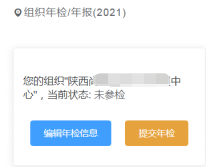 组织年检/年报(2021)
您的组织"陕西
中
心",当前状态: 未参检
编辑年检信息
提交年检